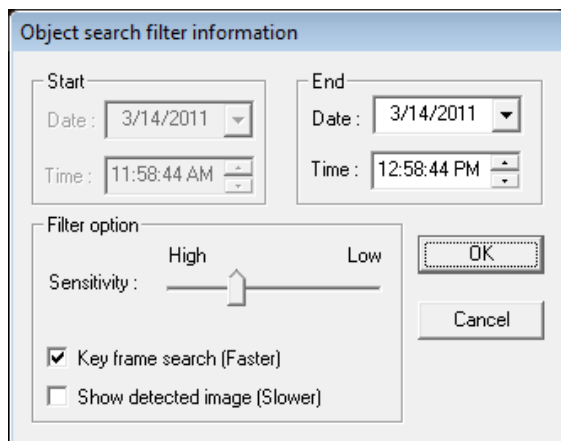 Object search filter information
Start
Date : 3/14/2011
Time : 11:58:44 AM
End
Date : 3/14/2011
Time : 12:58:44 PM
Filter option
High Low
Sensitivity :
Key frame search (Faster)
Show detected image (Slower)
OK
Cancel